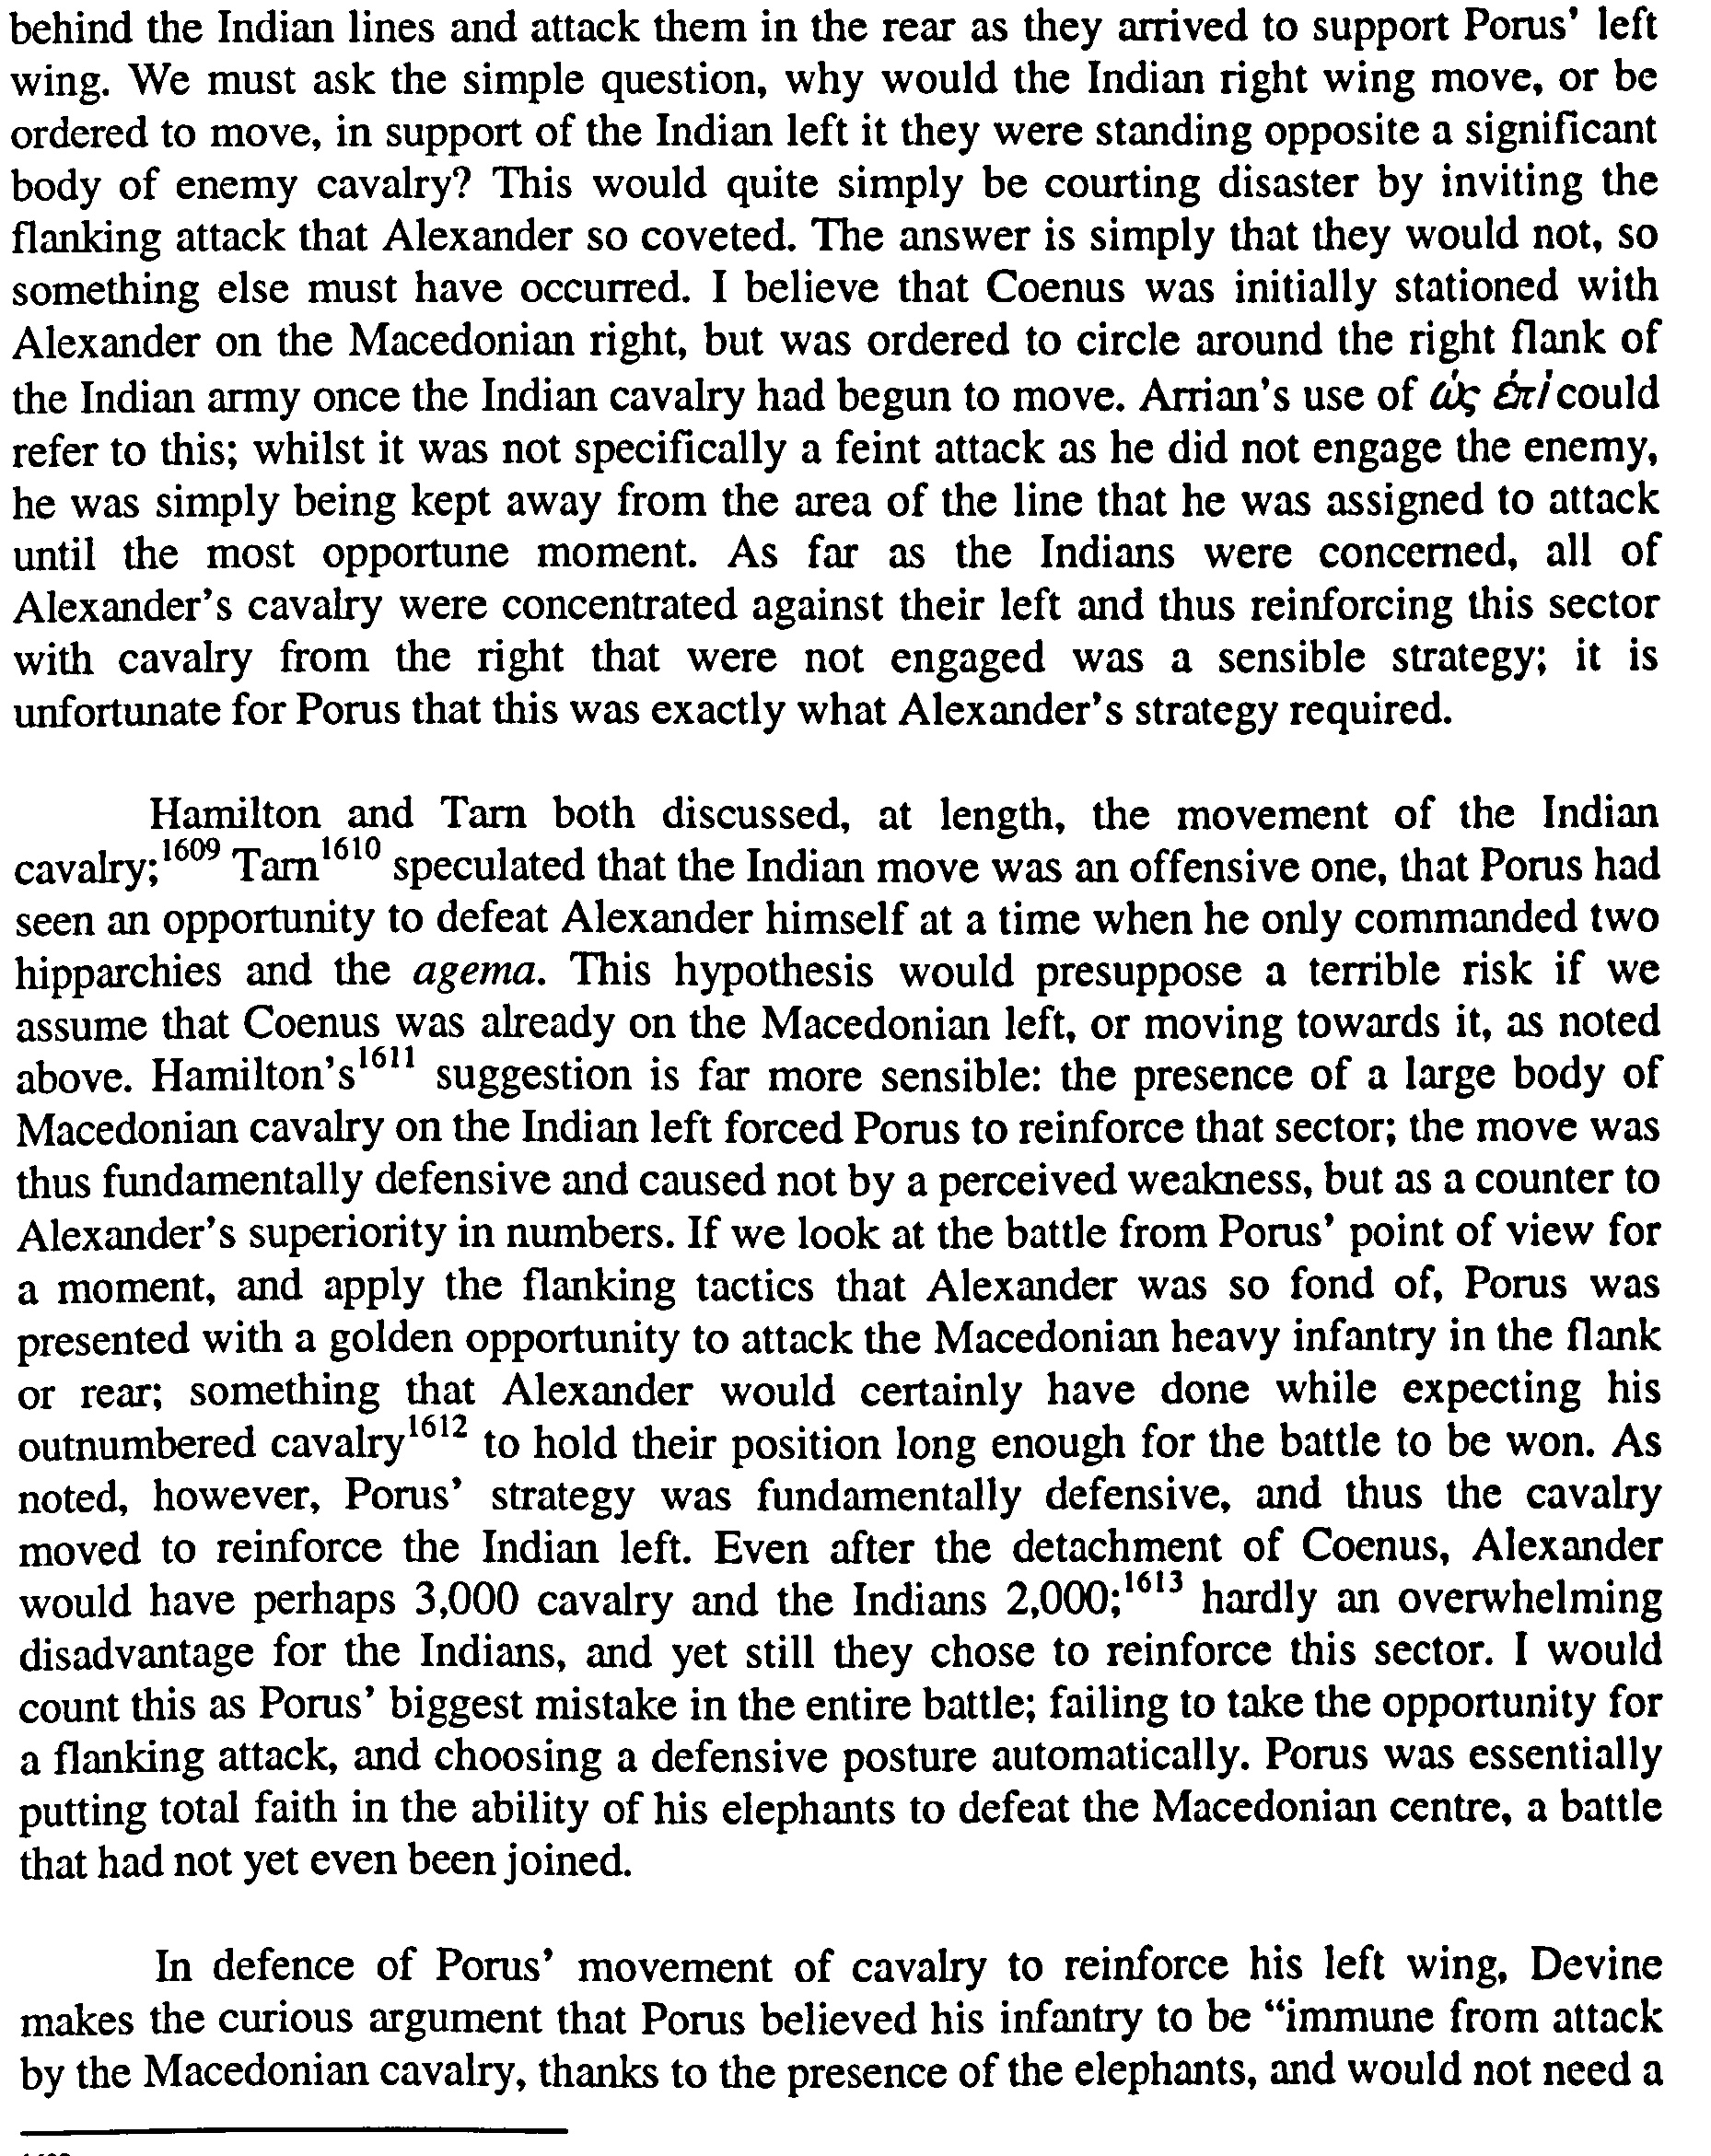 behind the Indian lines and attack them in the rear as they arrived to support Porus' left
wing. We must ask the simple question, why would the Indian right wing move, or be
ordered to move, in support of the Indian left it they were standing opposite a significant
body of enemy cavalry? This would quite simply be courting disaster by inviting the
flanking attack that Alexander so coveted. The answer is simply that they would not, so
something else must have occurred. I believe that Coenus was initially stationed with
Alexander on the Macedonian right, but was ordered to circle around the right flank of
the Indian army once the Indian cavalry had begun to move. Arrian's use of ὡς ἐπί could
refer to this; whilst it was not specifically a feint attack as he did not engage the enemy,
he was simply being kept away from the area of the line that he was assigned to attack
until the most opportune moment. As far as the Indians were concerned, all of
Alexander's cavalry were concentrated against their left and thus reinforcing this sector
with cavalry from the right that were not engaged was a sensible strategy; it is
unfortunate for Porus that this was exactly what Alexander's strategy required.
Hamilton and Tarn both discussed, at length, the movement of the Indian
cavalry;1609 Tarn1610 speculated that the Indian move was an offensive one, that Porus had
seen an opportunity to defeat Alexander himself at a time when he only commanded two
hipparchies and the agema. This hypothesis would presuppose a terrible risk if we
assume that Coenus was already on the Macedonian left, or moving towards it, as noted
above. Hamilton's1611 suggestion is far more sensible: the presence of a large body of
Macedonian cavalry on the Indian left forced Porus to reinforce that sector; the move was
thus fundamentally defensive and caused not by a perceived weakness, but as a counter to
Alexander's superiority in numbers. If we look at the battle from Porus' point of view for
a moment, and apply the flanking tactics that Alexander was so fond of, Porus was
presented with a golden opportunity to attack the Macedonian heavy infantry in the flank
or rear; something that Alexander would certainly have done while expecting his
outnumbered cavalry1612 to hold their position long enough for the battle to be won. As
noted, however, Porus' strategy was fundamentally defensive, and thus the cavalry
moved to reinforce the Indian left. Even after the detachment of Coenus, Alexander
would have perhaps 3,000 cavalry and the Indians 2,000;1613 hardly an overwhelming
disadvantage for the Indians, and yet still they chose to reinforce this sector. I would
count this as Porus' biggest mistake in the entire battle; failing to take the opportunity for
a flanking attack, and choosing a defensive posture automatically. Porus was essentially
putting total faith in the ability of his elephants to defeat the Macedonian centre, a battle
that had not yet even been joined.
In defence of Porus' movement of cavalry to reinforce his left wing, Devine
makes the curious argument that Porus believed his infantry to be "immune from attack
by the Macedonian cavalry, thanks to the presence of the elephants, and would not need a